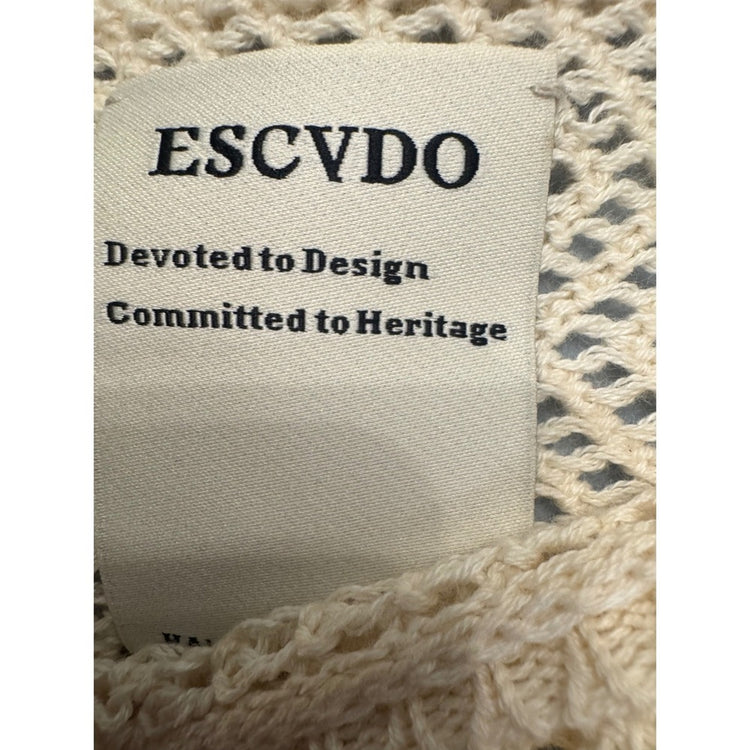 ESCVDO
Devoted to Design
Committed to Heritage